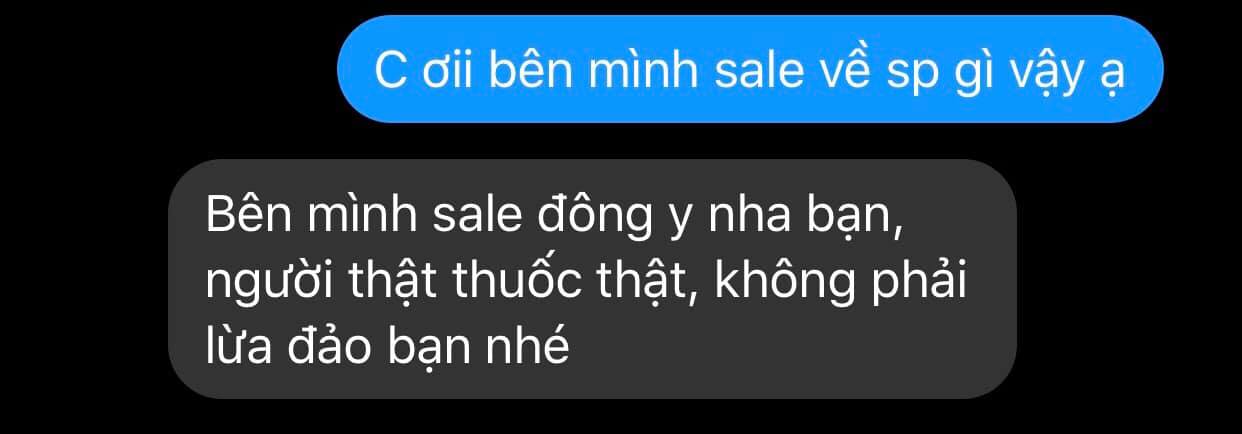 C ơii bên mình sale về sp gì vậy ạ
Bên mình sale đông y nha bạn,
người thật thuốc thật, không phải
lừa đảo bạn nhé